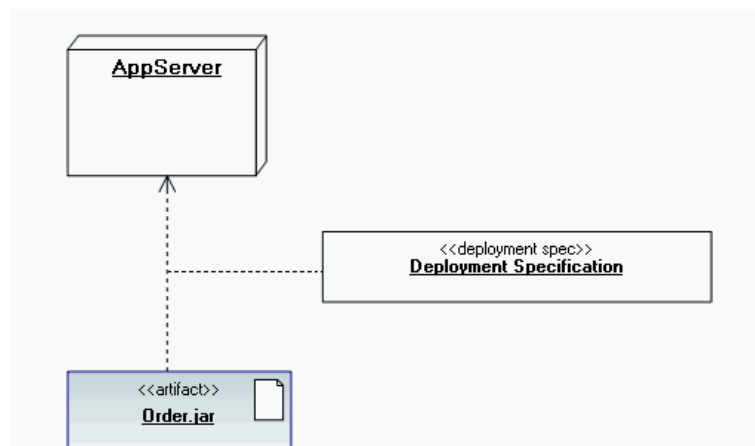 AppServer
<<deployment spec>>
Deployment Specification
<<artifact>>
Order.jar